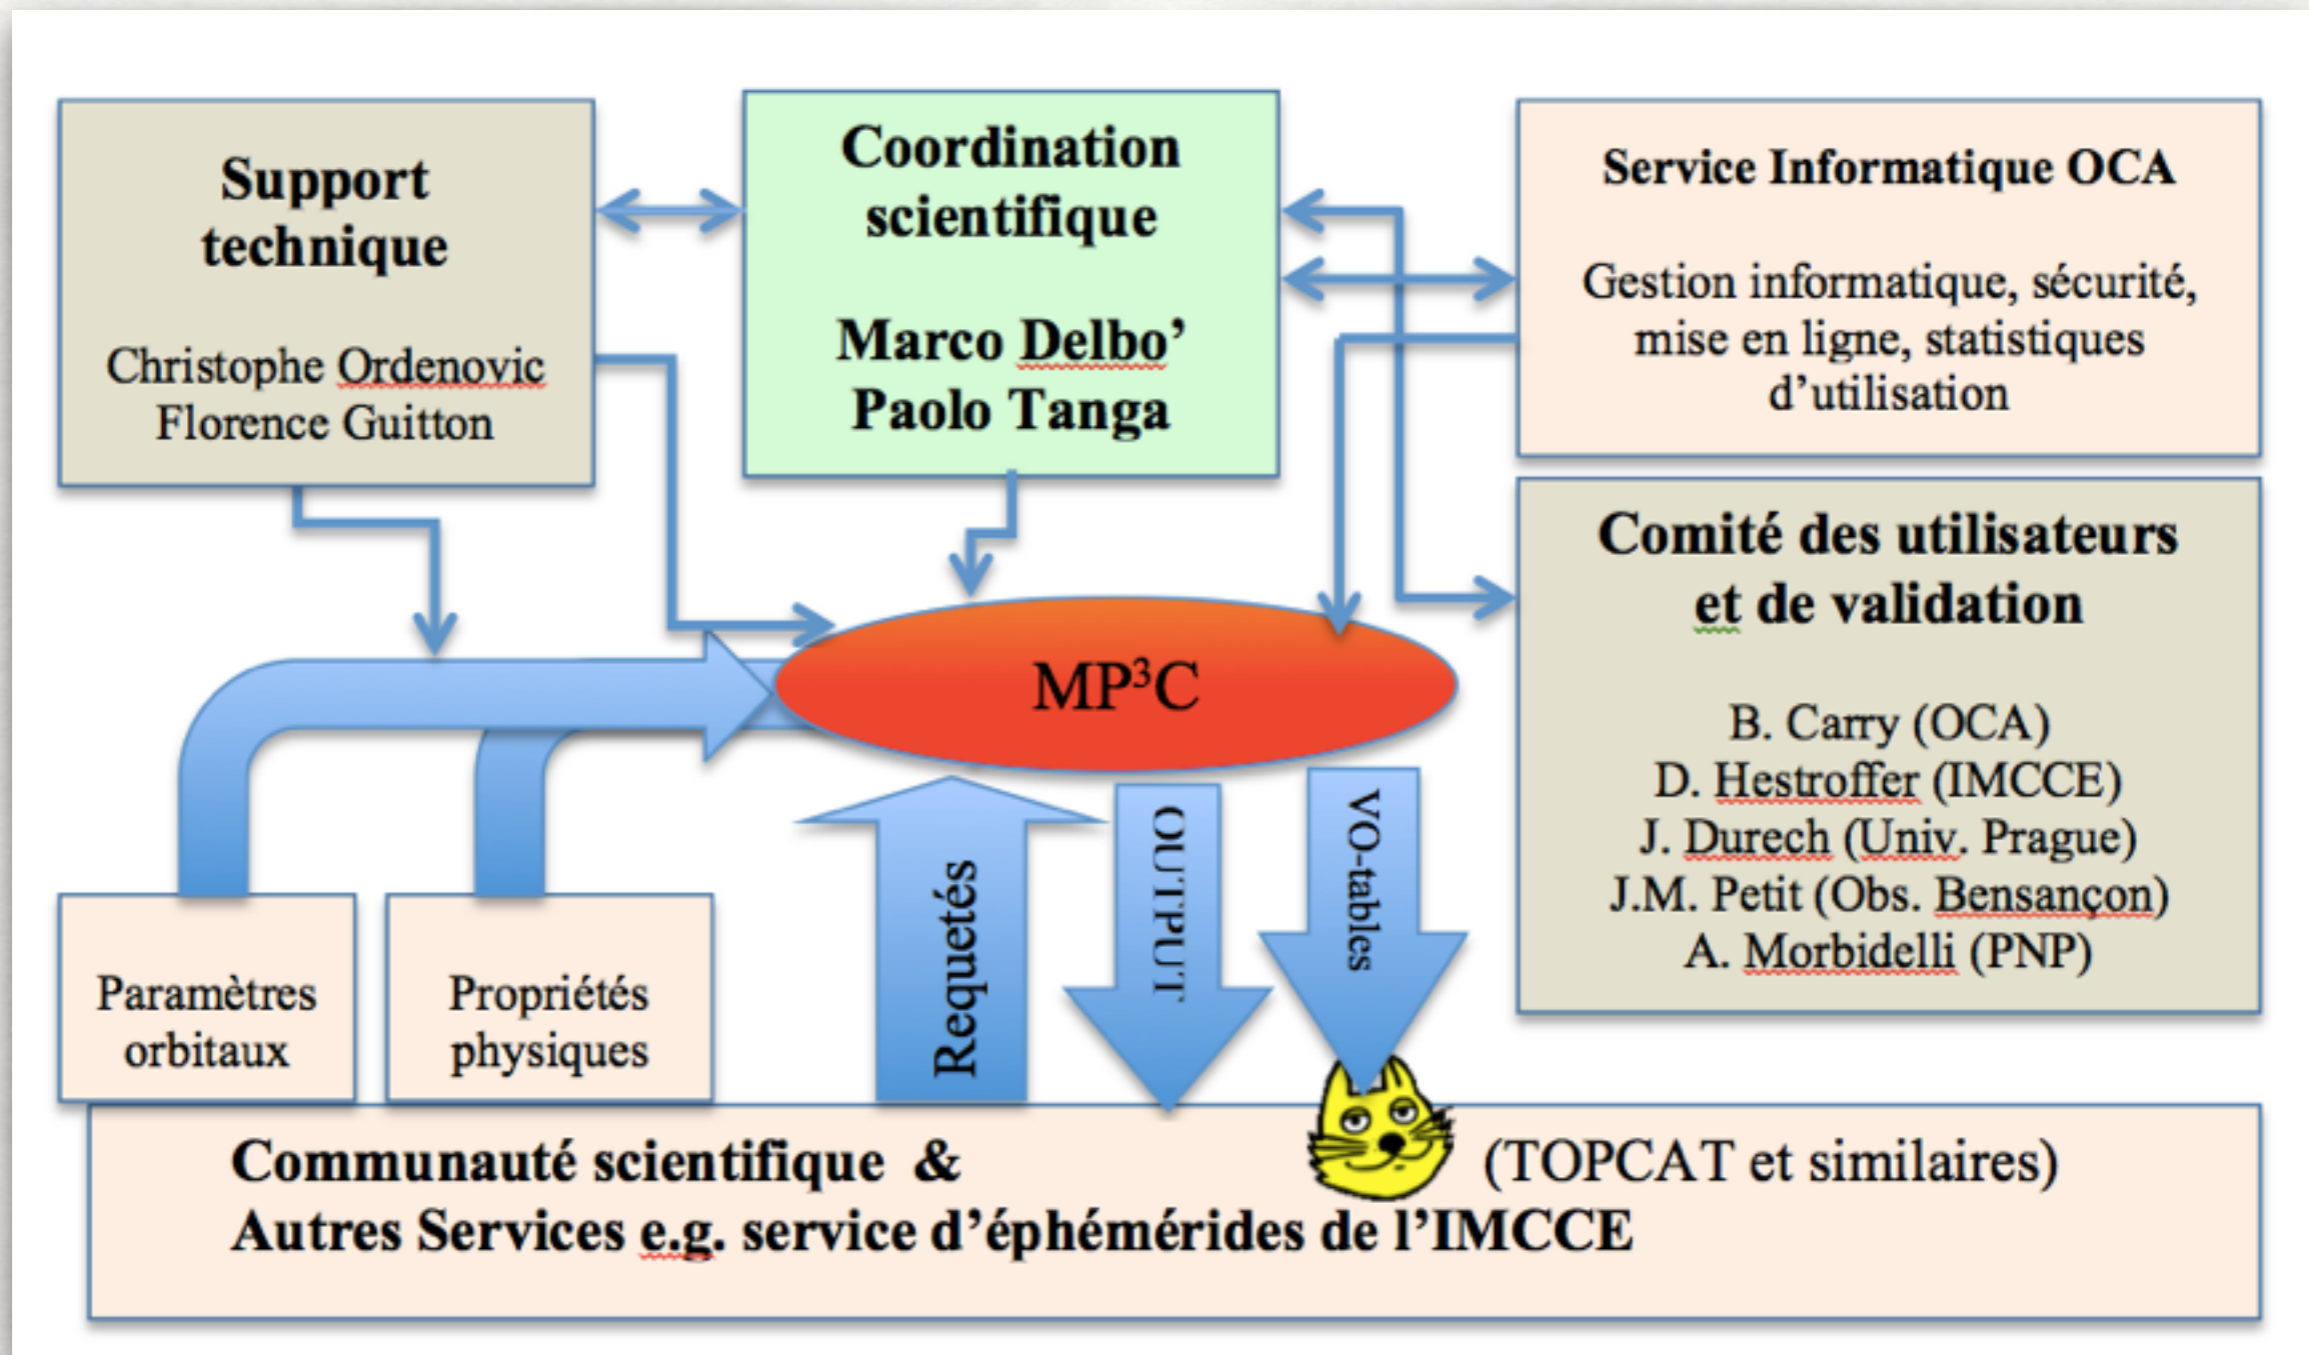 Support
technique
Christophe Ordenovic
Florence Guitton
Coordination
scientifique
Marco Delbo’
Paolo Tanga
Service Informatique OCA
Gestion informatique, sécurité,
mise en ligne, statistiques
d’utilisation
Comité des utilisateurs
et de validation
B. Carry (OCA)
D. Hestroffer (IMCCE)
J. Durech (Univ. Prague)
J.M. Petit (Obs. Bensançon)
A. Morbidelli (PNP)
MP³C
Paramètres
orbitaux
Propriétés
physiques
Requetés
OUTPUT
VO-tables
Communauté scientifique &
(TOPCAT et similaires)
Autres Services e.g. service d’éphémérides de l’IMCCE